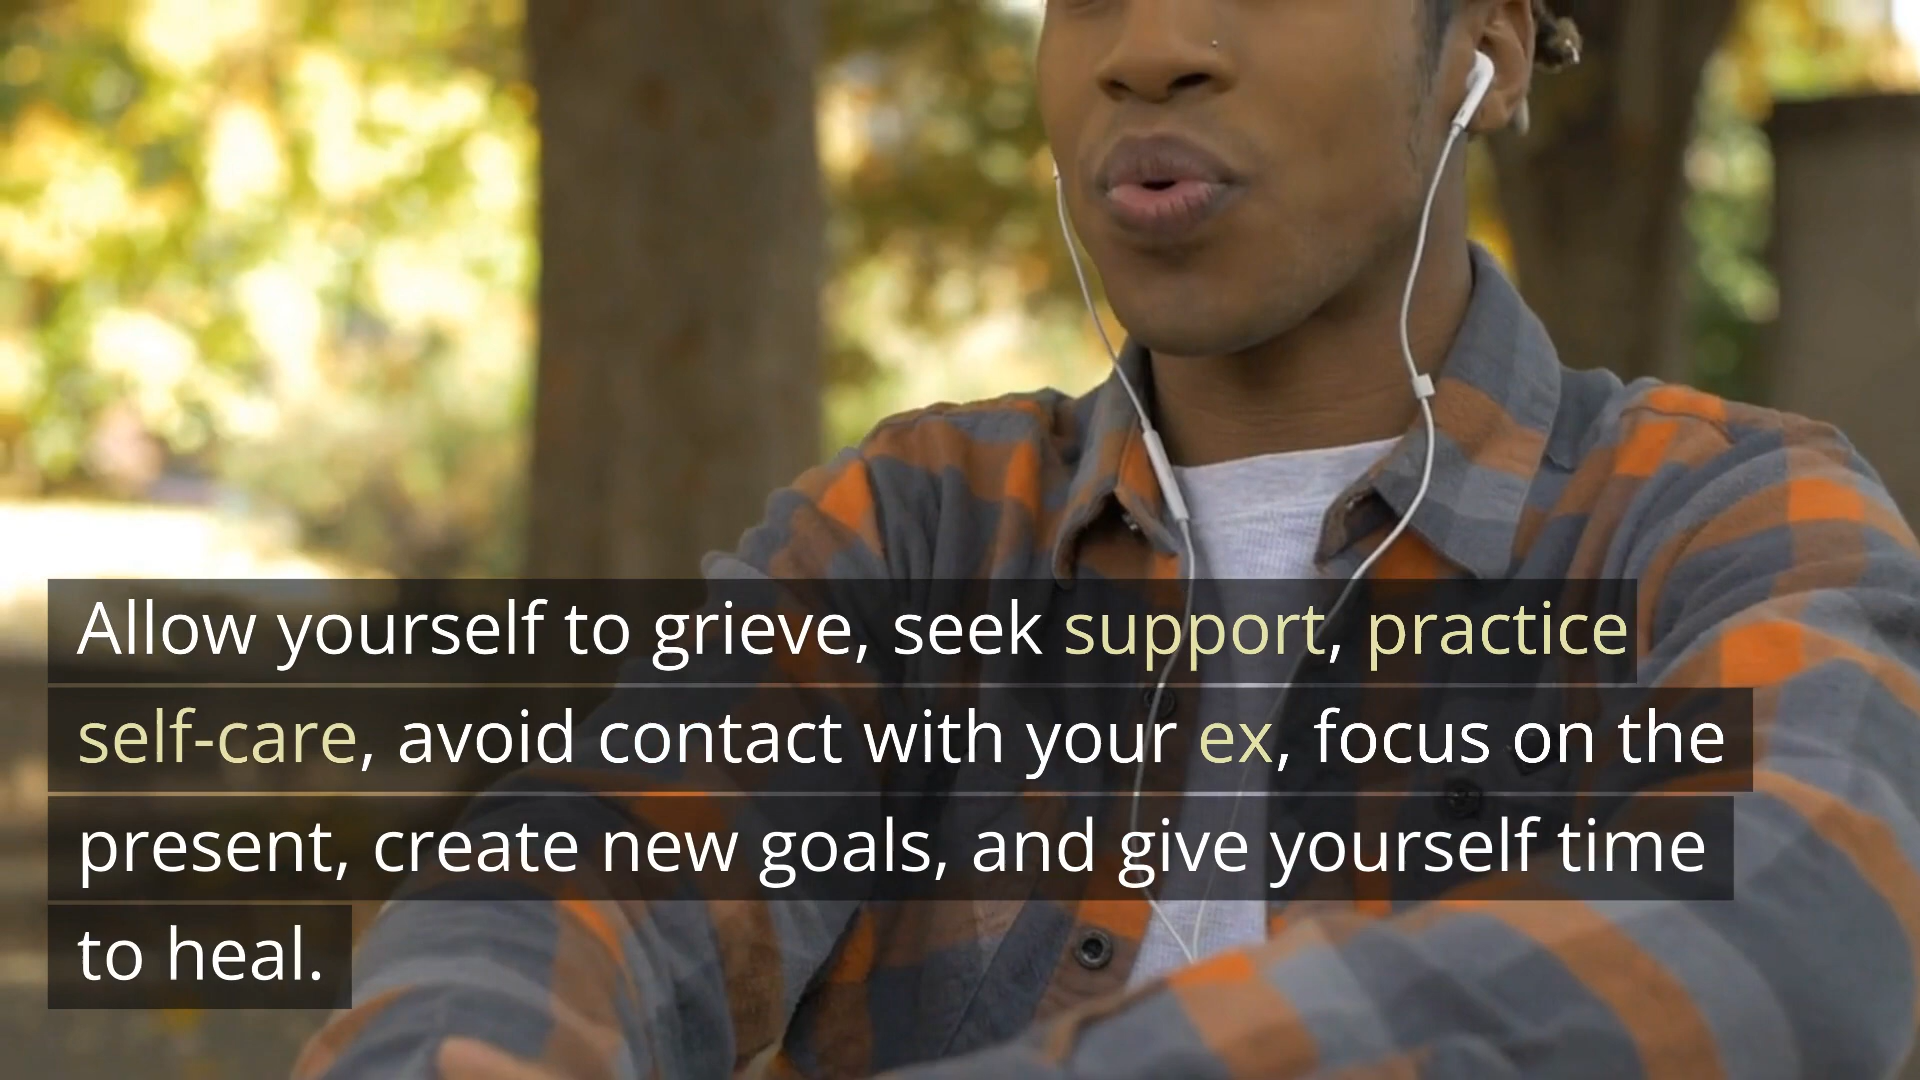 Allow yourself to grieve, seek support, practice
self-care, avoid contact with your ex, focus on the
present, create new goals, and give yourself time
to heal.